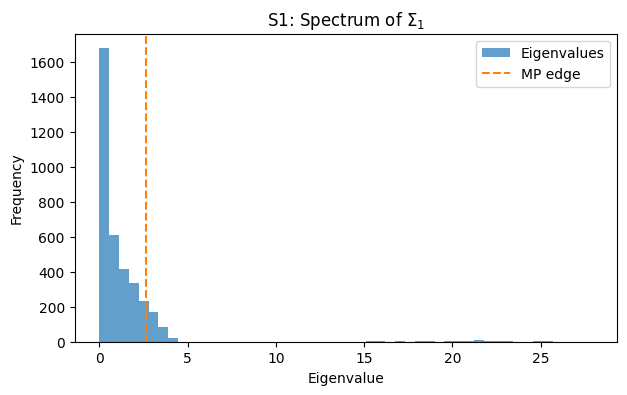 S1: Spectrum of Σ₁
Eigenvalues
MP edge
1600
1400
1200
1000
800
600
400
200
0
Frequency
0 5 10 15 20 25
Eigenvalue